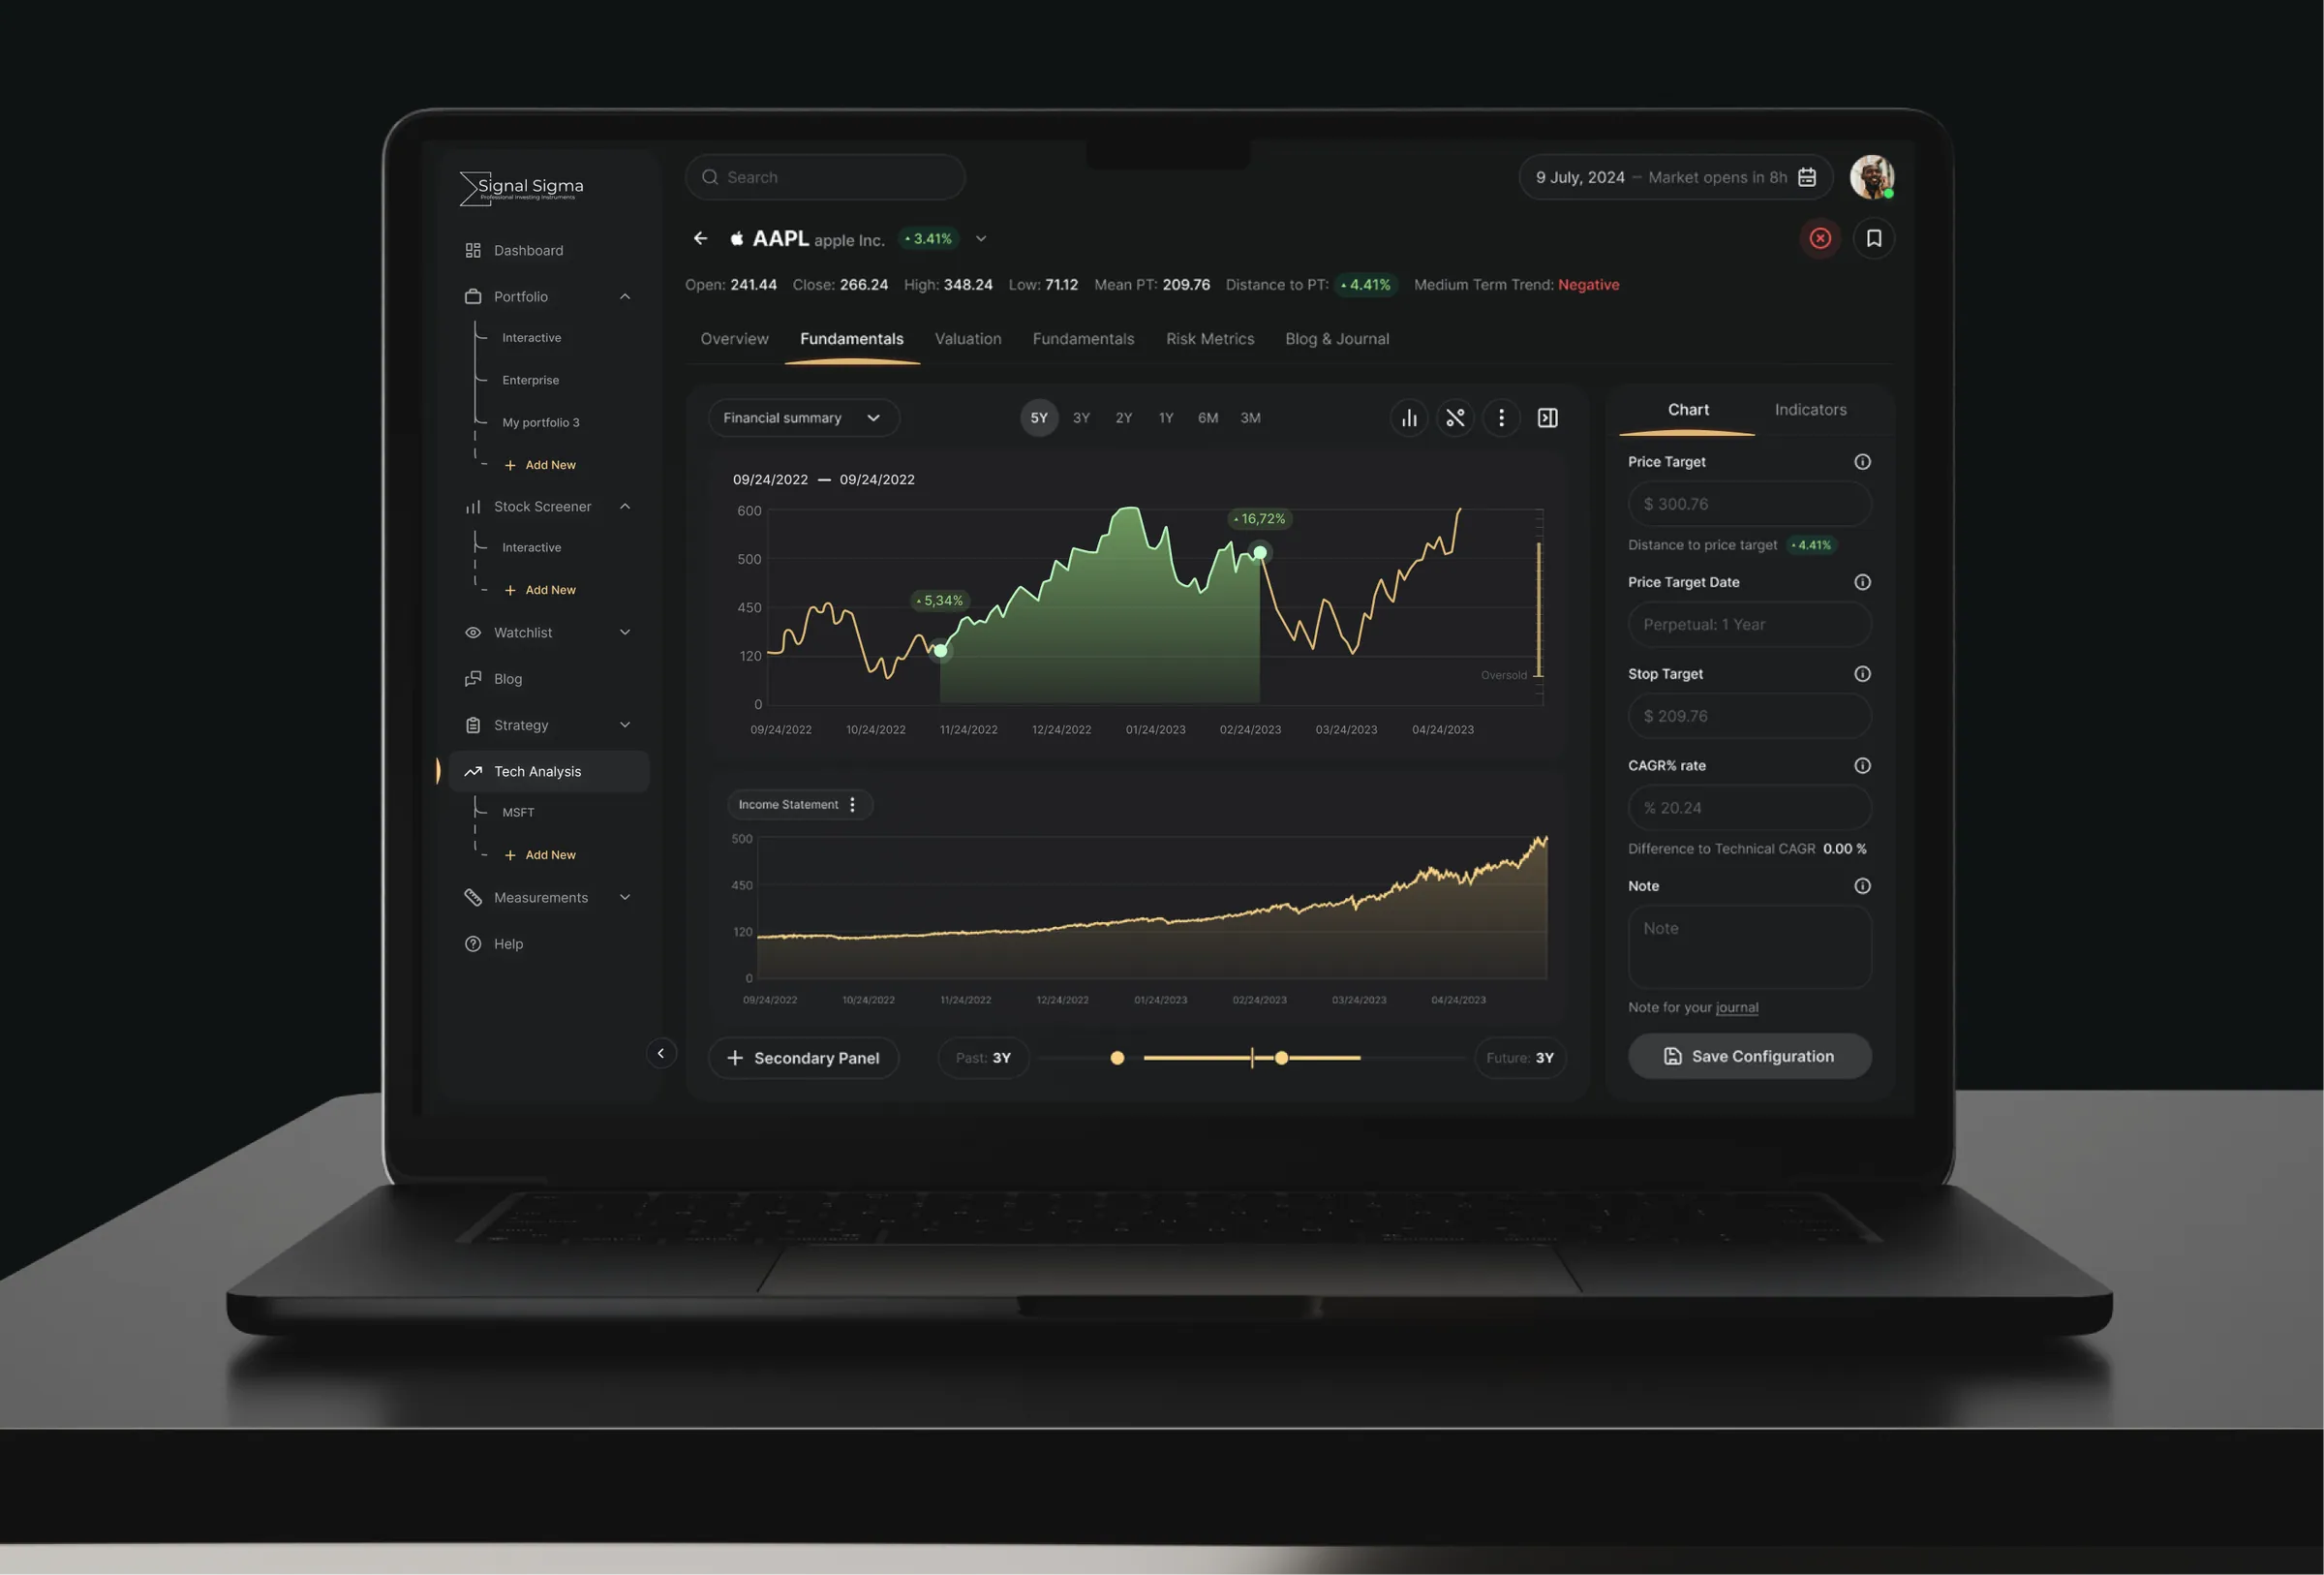 Signal Sigma
Professional Investing Instruments
Dashboard
Portfolio
Interactive
Enterprise
My portfolio 3
+ Add New
Stock Screener
Interactive
+ Add New
Watchlist
Blog
Strategy
Tech Analysis
MSFT
+ Add New
Measurements
Help
Search
9 July, 2024 – Market opens in 8h
AAPL apple Inc. 3.41%
Open: 241.44 Close: 266.24 High: 348.24 Low: 71.12 Mean PT: 209.76 Distance to PT: 4.41% Medium Term Trend: Negative
Overview Fundamentals Valuation Fundamentals Risk Metrics Blog & Journal
Financial summary 5Y 3Y 2Y 1Y 6M 3M
09/24/2022 — 09/24/2022
600
500
450
120
0
5,34%
16,72%
Oversold
09/24/2022 10/24/2022 11/24/2022 12/24/2022 01/24/2023 02/24/2023 03/24/2023 04/24/2023
Income Statement
500
450
120
0
09/24/2022 10/24/2022 11/24/2022 12/24/2022 01/24/2023 02/24/2023 03/24/2023 04/24/2023
+ Secondary Panel Past: 3Y Future: 3Y
Chart Indicators
Price Target
$ 300.76
Distance to price target 4.41%
Price Target Date
Perpetual: 1 Year
Stop Target
$ 209.76
CAGR% rate
% 20.24
Difference to Technical CAGR 0.00 %
Note
Note
Note for your journal
Save Configuration